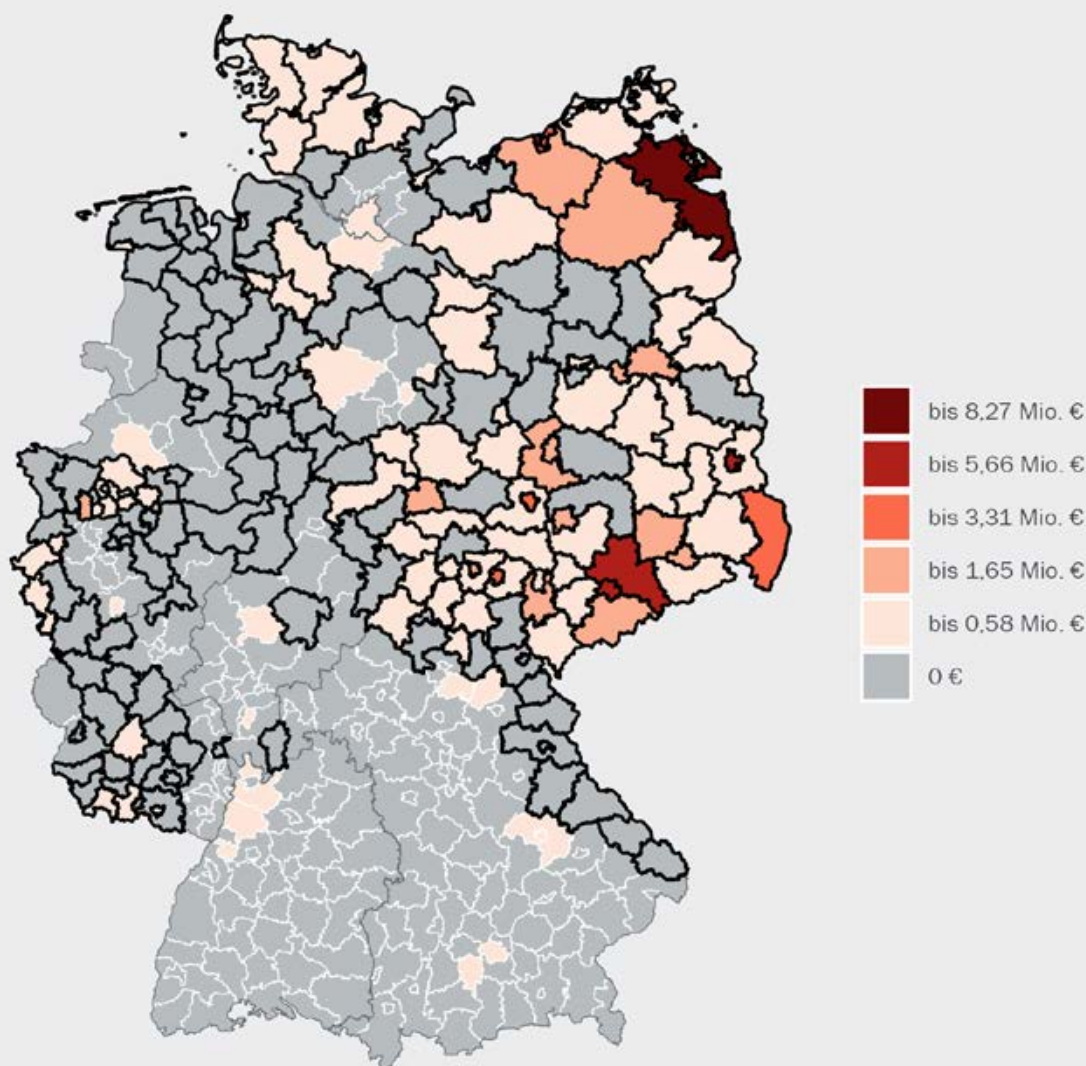 bis 8,27 Mio. €
bis 5,66 Mio. €
bis 3,31 Mio. €
bis 1,65 Mio. €
bis 0,58 Mio. €
0 €